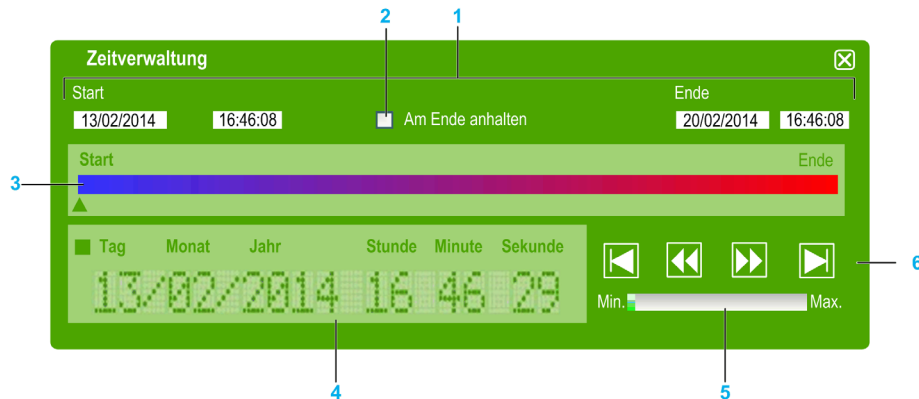 2 1
Zeitverwaltung
Start Ende
13/02/2014 16:46:08 Am Ende anhalten 20/02/2014 16:46:08
Start Ende
3
Tag Monat Jahr Stunde Minute Sekunde
13/02/2014 16 46 29
6
Min. Max.
4 5